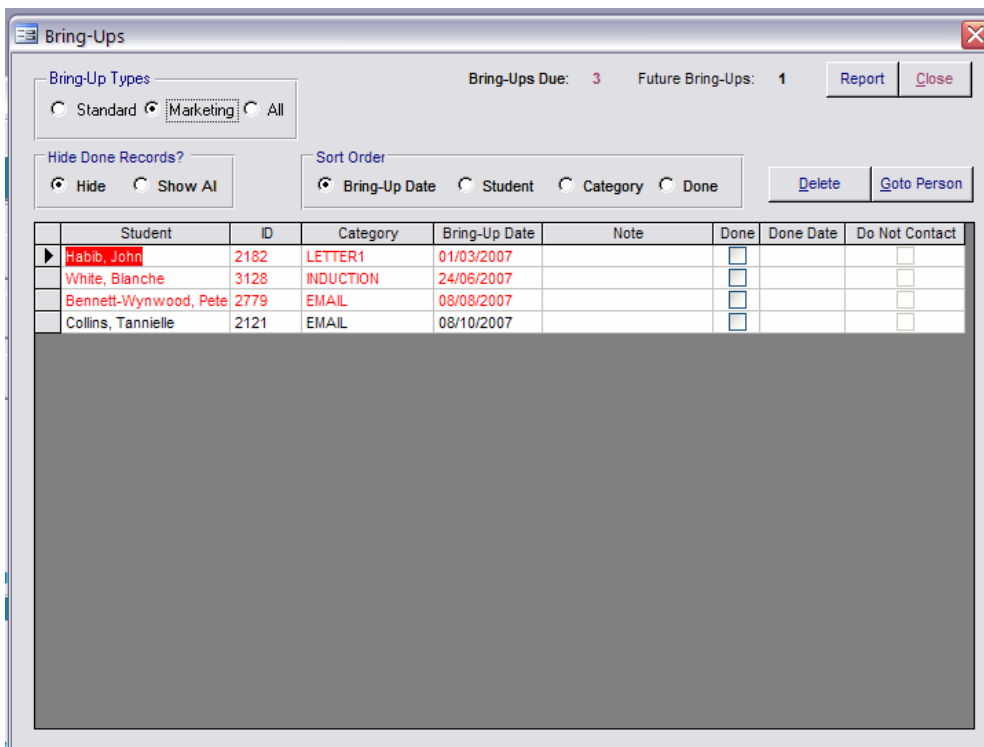 Bring-Ups
Bring-Up Types
Bring-Ups Due: 3 Future Bring-Ups: 1 Report Close
Standard Marketing All
Hide Done Records? Sort Order
Hide Show Al Bring-Up Date Student Category Done Delete Goto Person
Student ID Category Bring-Up Date Note Done Done Date Do Not Contact
Habib, John 2182 LETTER1 01/03/2007
White, Blanche 3128 INDUCTION 24/06/2007
Bennett-Wynwood, Pete 2779 EMAIL 08/08/2007
Collins, Tannielle 2121 EMAIL 08/10/2007